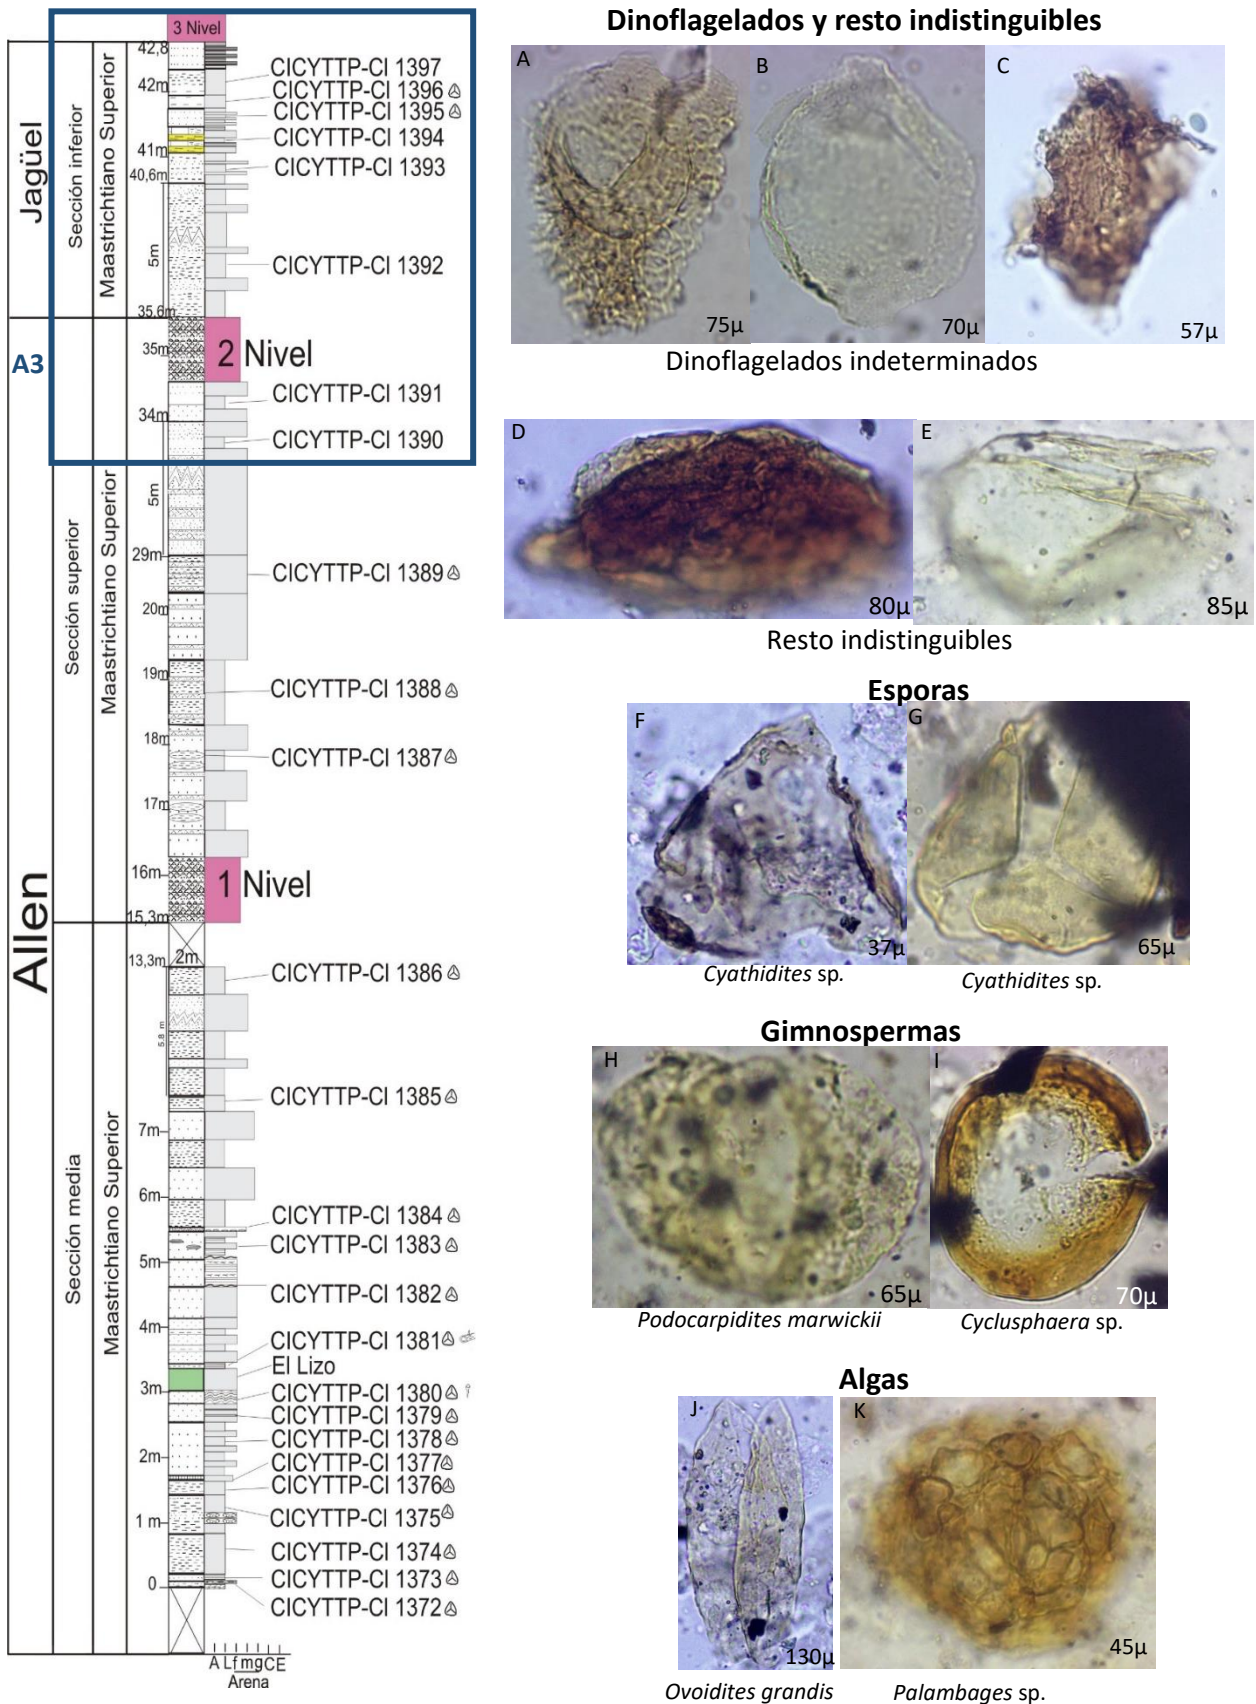 3 Nivel
42,8
42m
41m
40,6m
5m
35,6m
35m
34m
5m
29m
20m
19m
18m
17m
16m
15,3m
13,3m
2m
5.8 m
7m
6m
5m
4m
3m
2m
1 m
0
Jagüel
Allen
A3
Sección inferior
Sección superior
Sección media
Maastrichtiano Superior
Maastrichtiano Superior
Maastrichtiano Superior
CICYTTP-CI 1397
CICYTTP-CI 1396
CICYTTP-CI 1395
CICYTTP-CI 1394
CICYTTP-CI 1393
CICYTTP-CI 1392
2 Nivel
CICYTTP-CI 1391
CICYTTP-CI 1390
CICYTTP-CI 1389
CICYTTP-CI 1388
CICYTTP-CI 1387
1 Nivel
CICYTTP-CI 1386
CICYTTP-CI 1385
CICYTTP-CI 1384
CICYTTP-CI 1383
CICYTTP-CI 1382
CICYTTP-CI 1381
El Lizo
CICYTTP-CI 1380
CICYTTP-CI 1379
CICYTTP-CI 1378
CICYTTP-CI 1377
CICYTTP-CI 1376
CICYTTP-CI 1375
CICYTTP-CI 1374
CICYTTP-CI 1373
CICYTTP-CI 1372
A L f m g C E
Arena
Dinoflagelados y resto indistinguibles
A
75µ
B
70µ
C
57µ
Dinoflagelados indeterminados
D
80µ
E
85µ
Resto indistinguibles
Esporas
F
37µ
G
65µ
Cyathidites sp.
Cyathidites sp.
Gimnospermas
H
65µ
I
70µ
Podocarpidites marwickii
Cyclusphaera sp.
Algas
J
130µ
K
45µ
Ovoidites grandis
Palambages sp.